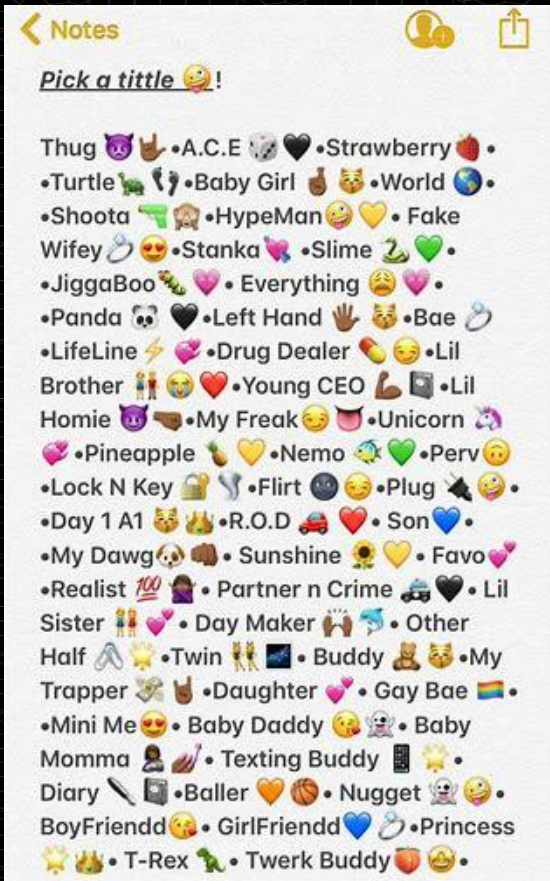 Notes
Pick a tittle 🤪!
Thug 😈🤘🏾•A.C.E 🎲🖤•Strawberry🍓•
•Turtle🐢👣•Baby Girl 🤞🏾😽•World 🌎•
•Shoota 🔫🙈•HypeMan🤪💛• Fake
Wifey💍😍•Stanka💘 •Slime 🐍💚•
•JiggaBoo🐛💗• Everything 😩💗•
•Panda 🐼🖤•Left Hand 🖐🏾😽•Bae 💍
•LifeLine⚡💞•Drug Dealer 💊😏•Lil
Brother 👬😭❤️•Young CEO 💪🏾📓•Lil
Homie 😈🤜🏾•My Freak😏👅•Unicorn 🦄
💞•Pineapple 🍍💛•Nemo 🐠💚•Perv🙃
•Lock N Key 🔐🌪•Flirt 🌚😏•Plug 🔌🤪•
•Day 1 A1 😽👑•R.O.D 🚗❤️• Son💙•
•My Dawg🐶👊🏾• Sunshine 🌻💛• Favo💕
•Realist 💯🙅🏾• Partner n Crime 🚓🖤• Lil
Sister 👭💕• Day Maker 🙌🏾🐬• Other
Half 🖇🌟•Twin 👯🌌• Buddy 🧸😽•My
Trapper 💸🤘🏾•Daughter 💕• Gay Bae 🏳️‍🌈•
•Mini Me😍• Baby Daddy 😘👻• Baby
Momma 🤱🏾💅🏾• Texting Buddy 📱🌟•
Diary 🔪📓•Baller 🧡🏀• Nugget 👻🤪•
BoyFriendd😘• GirlFriendd💙💍•Princess
🌟👑• T-Rex 🦖• Twerk Buddy🍑🤩•